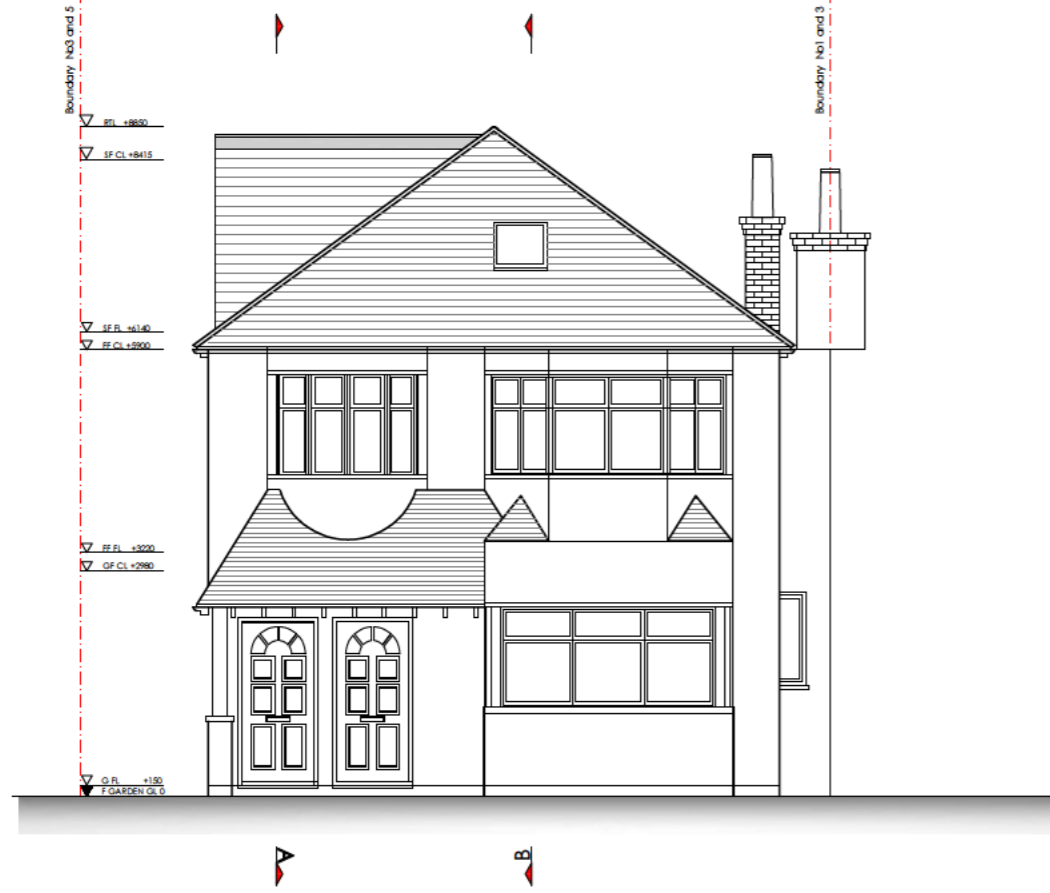 Boundary No3 and 5
Boundary No1 and 3
RTL +8850
SF CL +8415
SF FL +6140
FF CL +5900
FF FL +3220
GF CL +2980
G FL +150
F GARDEN GL 0
A
B